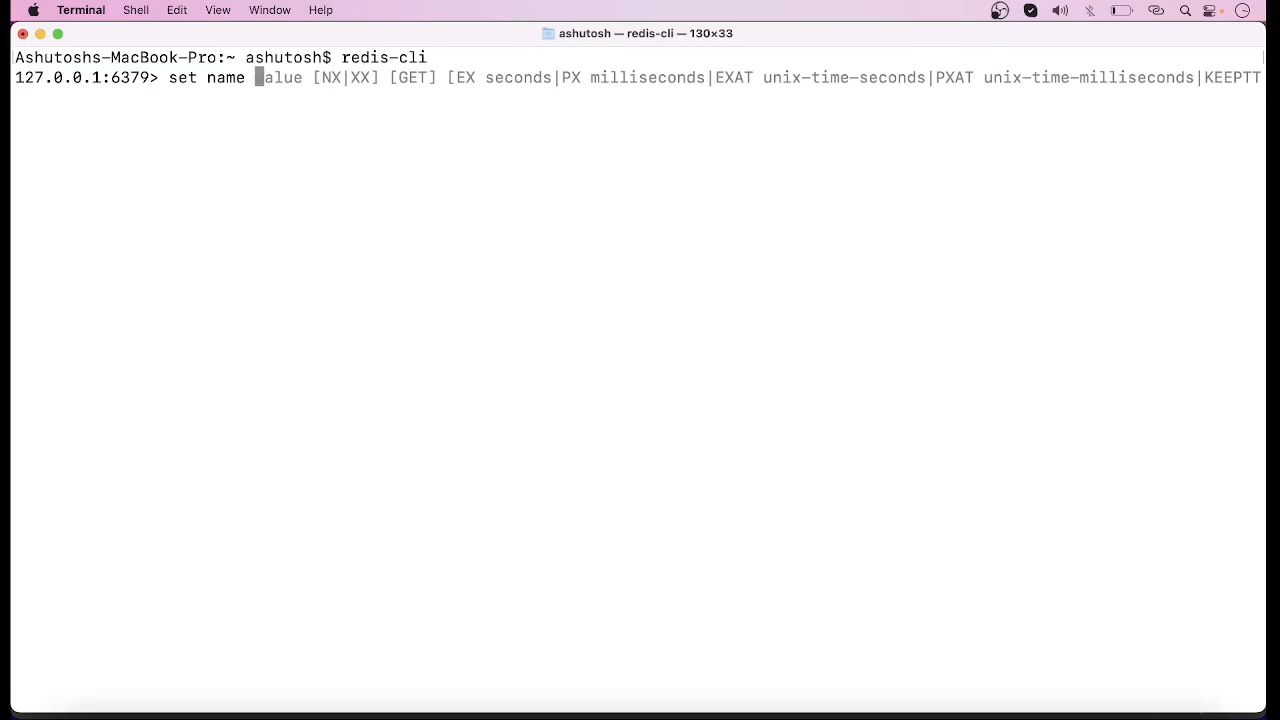 Terminal Shell Edit View Window Help
ashutosh — redis-cli — 130×33
Ashutoshs-MacBook-Pro:~ ashutosh$ redis-cli
127.0.0.1:6379> set name alue [NX|XX] [GET] [EX seconds|PX milliseconds|EXAT unix-time-seconds|PXAT unix-time-milliseconds|KEEPTT